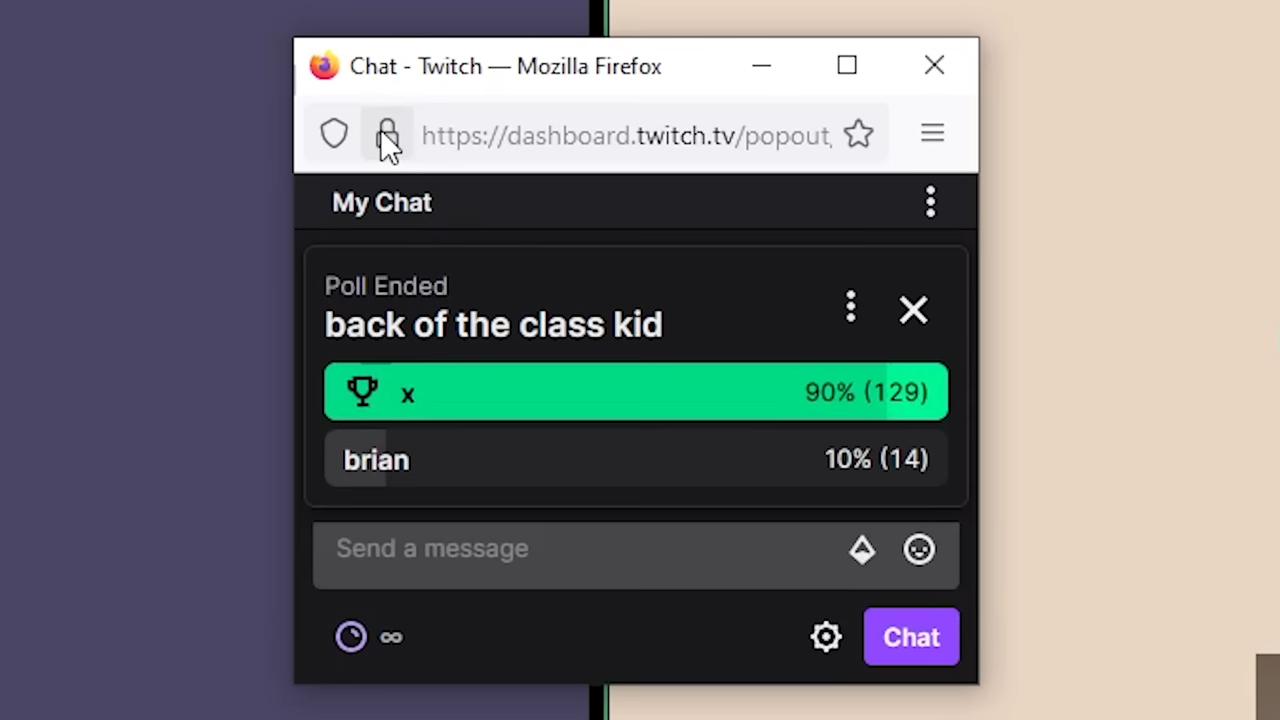 Chat - Twitch — Mozilla Firefox
https://dashboard.twitch.tv/popout
My Chat
Poll Ended
back of the class kid
x 90% (129)
brian 10% (14)
Send a message
∞
Chat